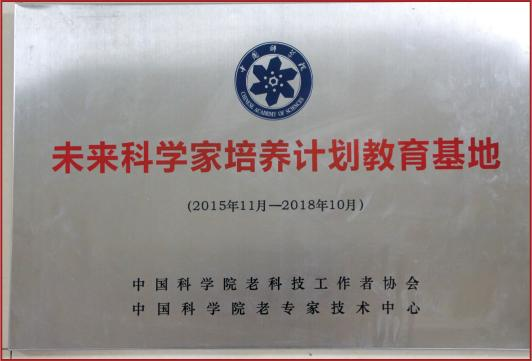 中国科学院
CHINESE ACADEMY OF SCIENCES
未来科学家培养计划教育基地
(2015年11月—2018年10月)
中国科学院老科技工作者协会
中国科学院老专家技术中心